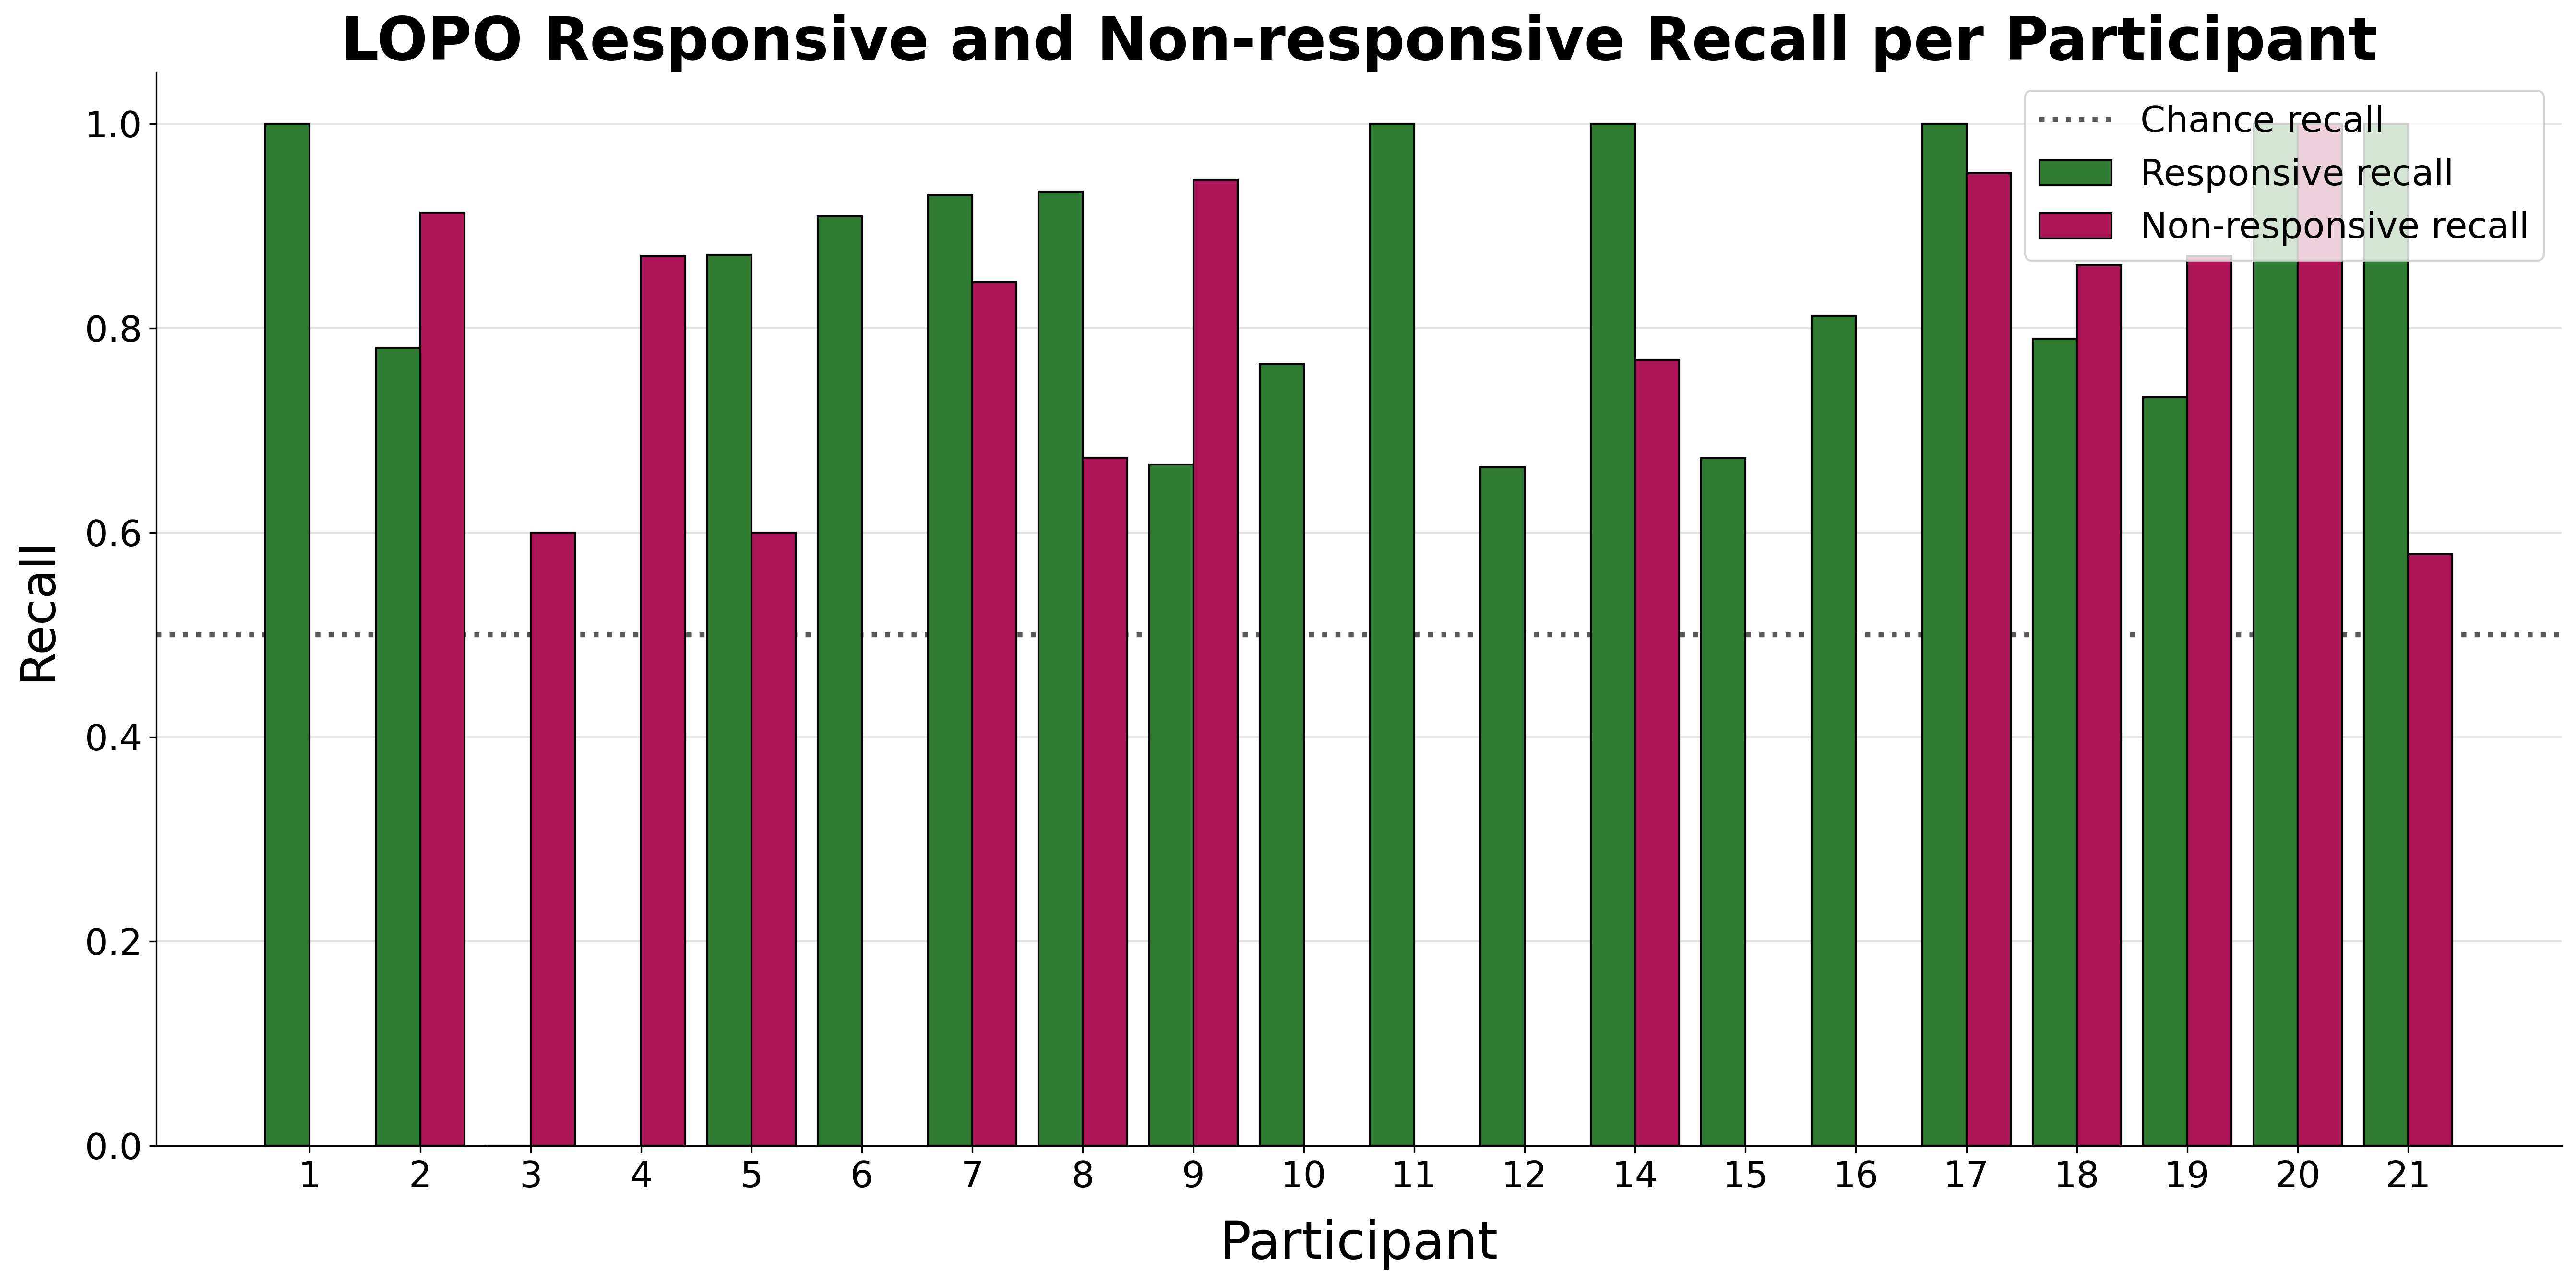 LOPO Responsive and Non-responsive Recall per Participant
Chance recall
Responsive recall
Non-responsive recall
1.0
0.8
0.6
0.4
0.2
0.0
Recall
1 2 3 4 5 6 7 8 9 10 11 12 14 15 16 17 18 19 20 21
Participant